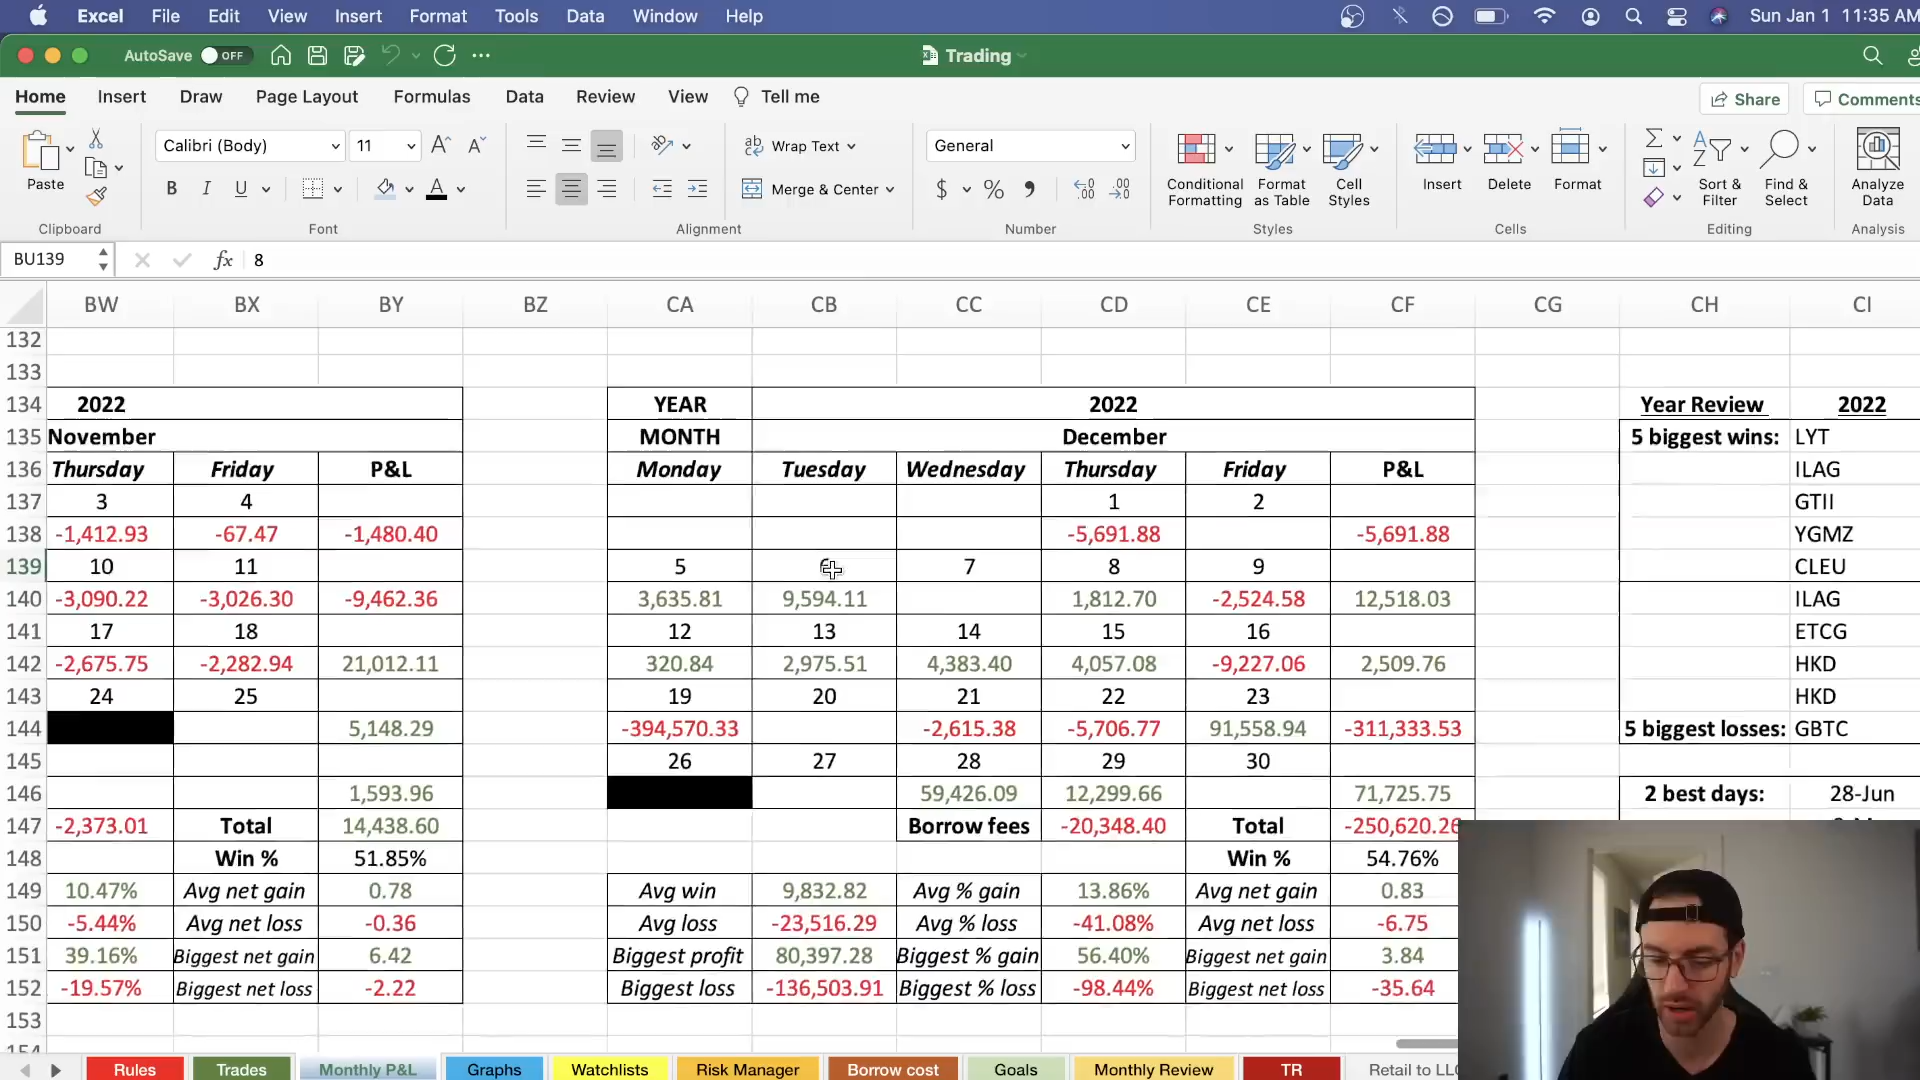 Excel File Edit View Insert Format Tools Data Window Help Sun Jan 1 11:35 AM
AutoSave OFF Trading
Home Insert Draw Page Layout Formulas Data Review View Tell me Share Comments
Calibri (Body) 11 Wrap Text General
Paste B I U A Merge & Center $ % Conditional Formatting Format as Table Cell Styles Insert Delete Format Sort & Filter Find & Select Analyze Data
Clipboard Font Alignment Number Styles Cells Editing Analysis
BU139 fx 8
BW BX BY BZ CA CB CC CD CE CF CG CH CI
132
133
134 2022 YEAR 2022 Year Review 2022
135 November MONTH December 5 biggest wins: LYT
136 Thursday Friday P&L Monday Tuesday Wednesday Thursday Friday P&L ILAG
137 3 4 1 2 GTII
138 -1,412.93 -67.47 -1,480.40 -5,691.88 -5,691.88 YGMZ
139 10 11 5 6 7 8 9 CLEU
140 -3,090.22 -3,026.30 -9,462.36 3,635.81 9,594.11 1,812.70 -2,524.58 12,518.03 ILAG
141 17 18 12 13 14 15 16 ETCG
142 -2,675.75 -2,282.94 21,012.11 320.84 2,975.51 4,383.40 4,057.08 -9,227.06 2,509.76 HKD
143 24 25 19 20 21 22 23 HKD
144 5,148.29 -394,570.33 -2,615.38 -5,706.77 91,558.94 -311,333.53 5 biggest losses: GBTC
145 26 27 28 29 30
146 1,593.96 59,426.09 12,299.66 71,725.75 2 best days: 28-Jun
147 -2,373.01 Total 14,438.60 Borrow fees -20,348.40 Total -250,620.26
148 Win % 51.85% Win % 54.76%
149 10.47% Avg net gain 0.78 Avg win 9,832.82 Avg % gain 13.86% Avg net gain 0.83
150 -5.44% Avg net loss -0.36 Avg loss -23,516.29 Avg % loss -41.08% Avg net loss -6.75
151 39.16% Biggest net gain 6.42 Biggest profit 80,397.28 Biggest % gain 56.40% Biggest net gain 3.84
152 -19.57% Biggest net loss -2.22 Biggest loss -136,503.91 Biggest % loss -98.44% Biggest net loss -35.64
153
Rules Trades Monthly P&L Graphs Watchlists Risk Manager Borrow cost Goals Monthly Review TR Retail to